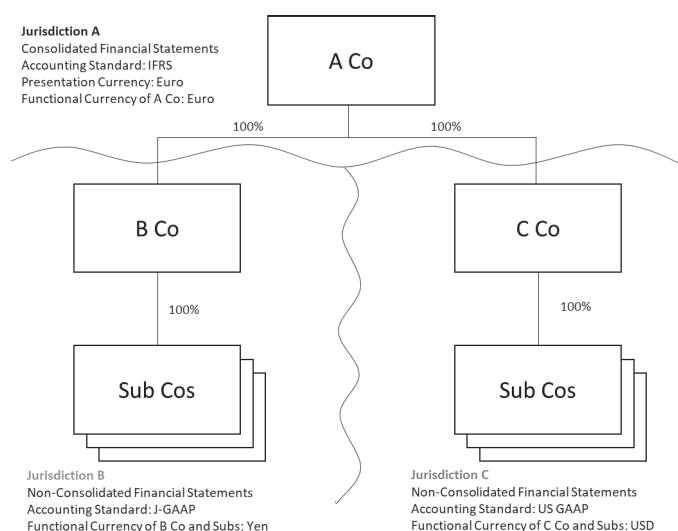 Jurisdiction A
Consolidated Financial Statements
Accounting Standard: IFRS
Presentation Currency: Euro
Functional Currency of A Co: Euro
A Co
100%
100%
B Co
C Co
100%
100%
Sub Cos
Sub Cos
Jurisdiction B
Non-Consolidated Financial Statements
Accounting Standard: J-GAAP
Functional Currency of B Co and Subs: Yen
Jurisdiction C
Non-Consolidated Financial Statements
Accounting Standard: US GAAP
Functional Currency of C Co and Subs: USD